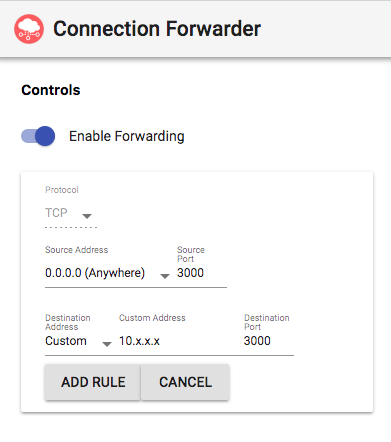 Connection Forwarder
Controls
Enable Forwarding
Protocol
TCP
Source Address
Source
Port
0.0.0.0 (Anywhere)
3000
Destination
Address
Custom Address
Destination
Port
Custom
10.x.x.x
3000
ADD RULE
CANCEL